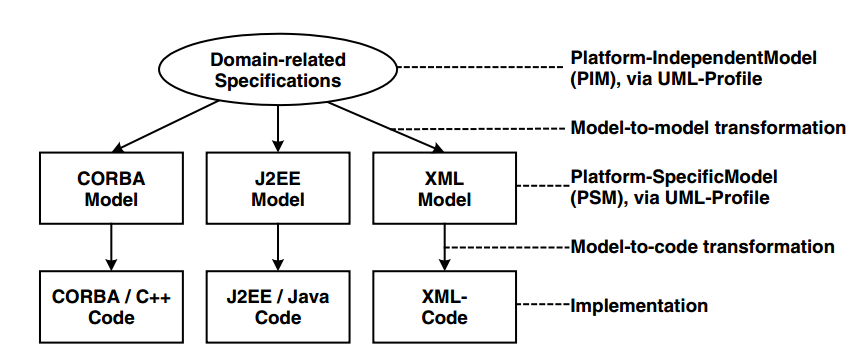 Domain-related
Specifications
Platform-IndependentModel
(PIM), via UML-Profile
Model-to-model transformation
CORBA
Model
J2EE
Model
XML
Model
Platform-SpecificModel
(PSM), via UML-Profile
Model-to-code transformation
CORBA / C++
Code
J2EE / Java
Code
XML-
Code
Implementation